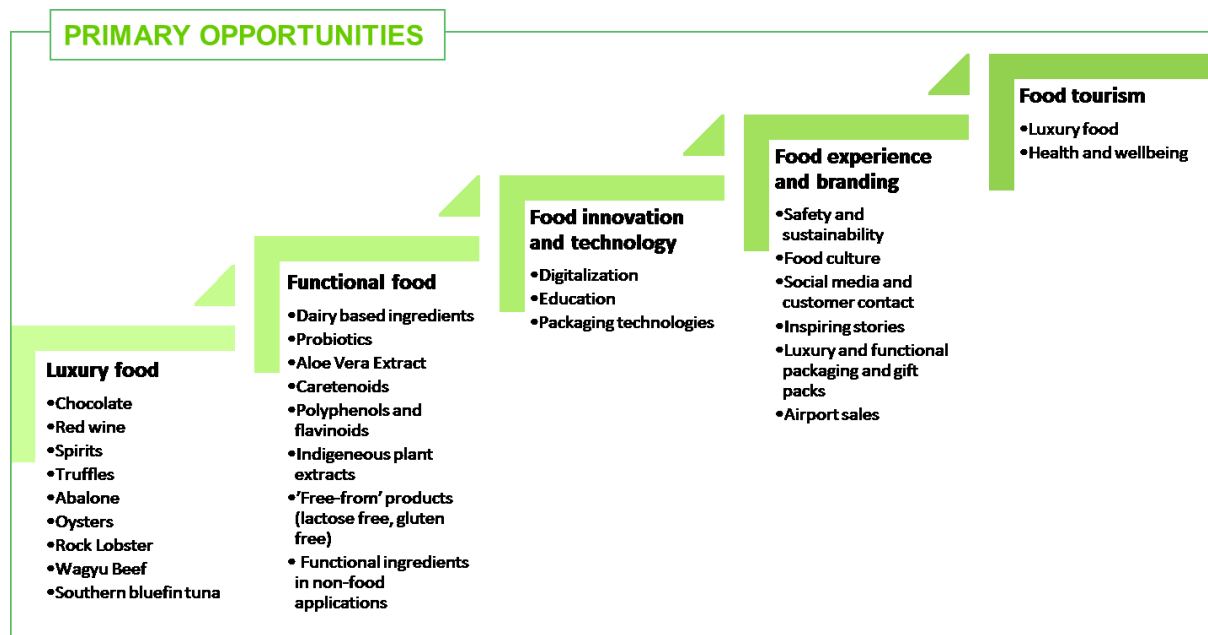 PRIMARY OPPORTUNITIES
Luxury food
•Chocolate
•Red wine
•Spirits
•Truffles
•Abalone
•Oysters
•Rock Lobster
•Wagyu Beef
•Southern bluefin tuna
Functional food
•Dairy based ingredients
•Probiotics
•Aloe Vera Extract
•Caretenoids
•Polyphenols and
flavinoids
•Indigeneous plant
extracts
•'Free-from' products
(lactose free, gluten
free)
• Functional ingredients
in non-food
applications
Food innovation
and technology
•Digitalization
•Education
•Packaging technologies
Food experience
and branding
•Safety and
sustainability
•Food culture
•Social media and
customer contact
•Inspiring stories
•Luxury and functional
packaging and gift
packs
•Airport sales
Food tourism
•Luxury food
•Health and wellbeing